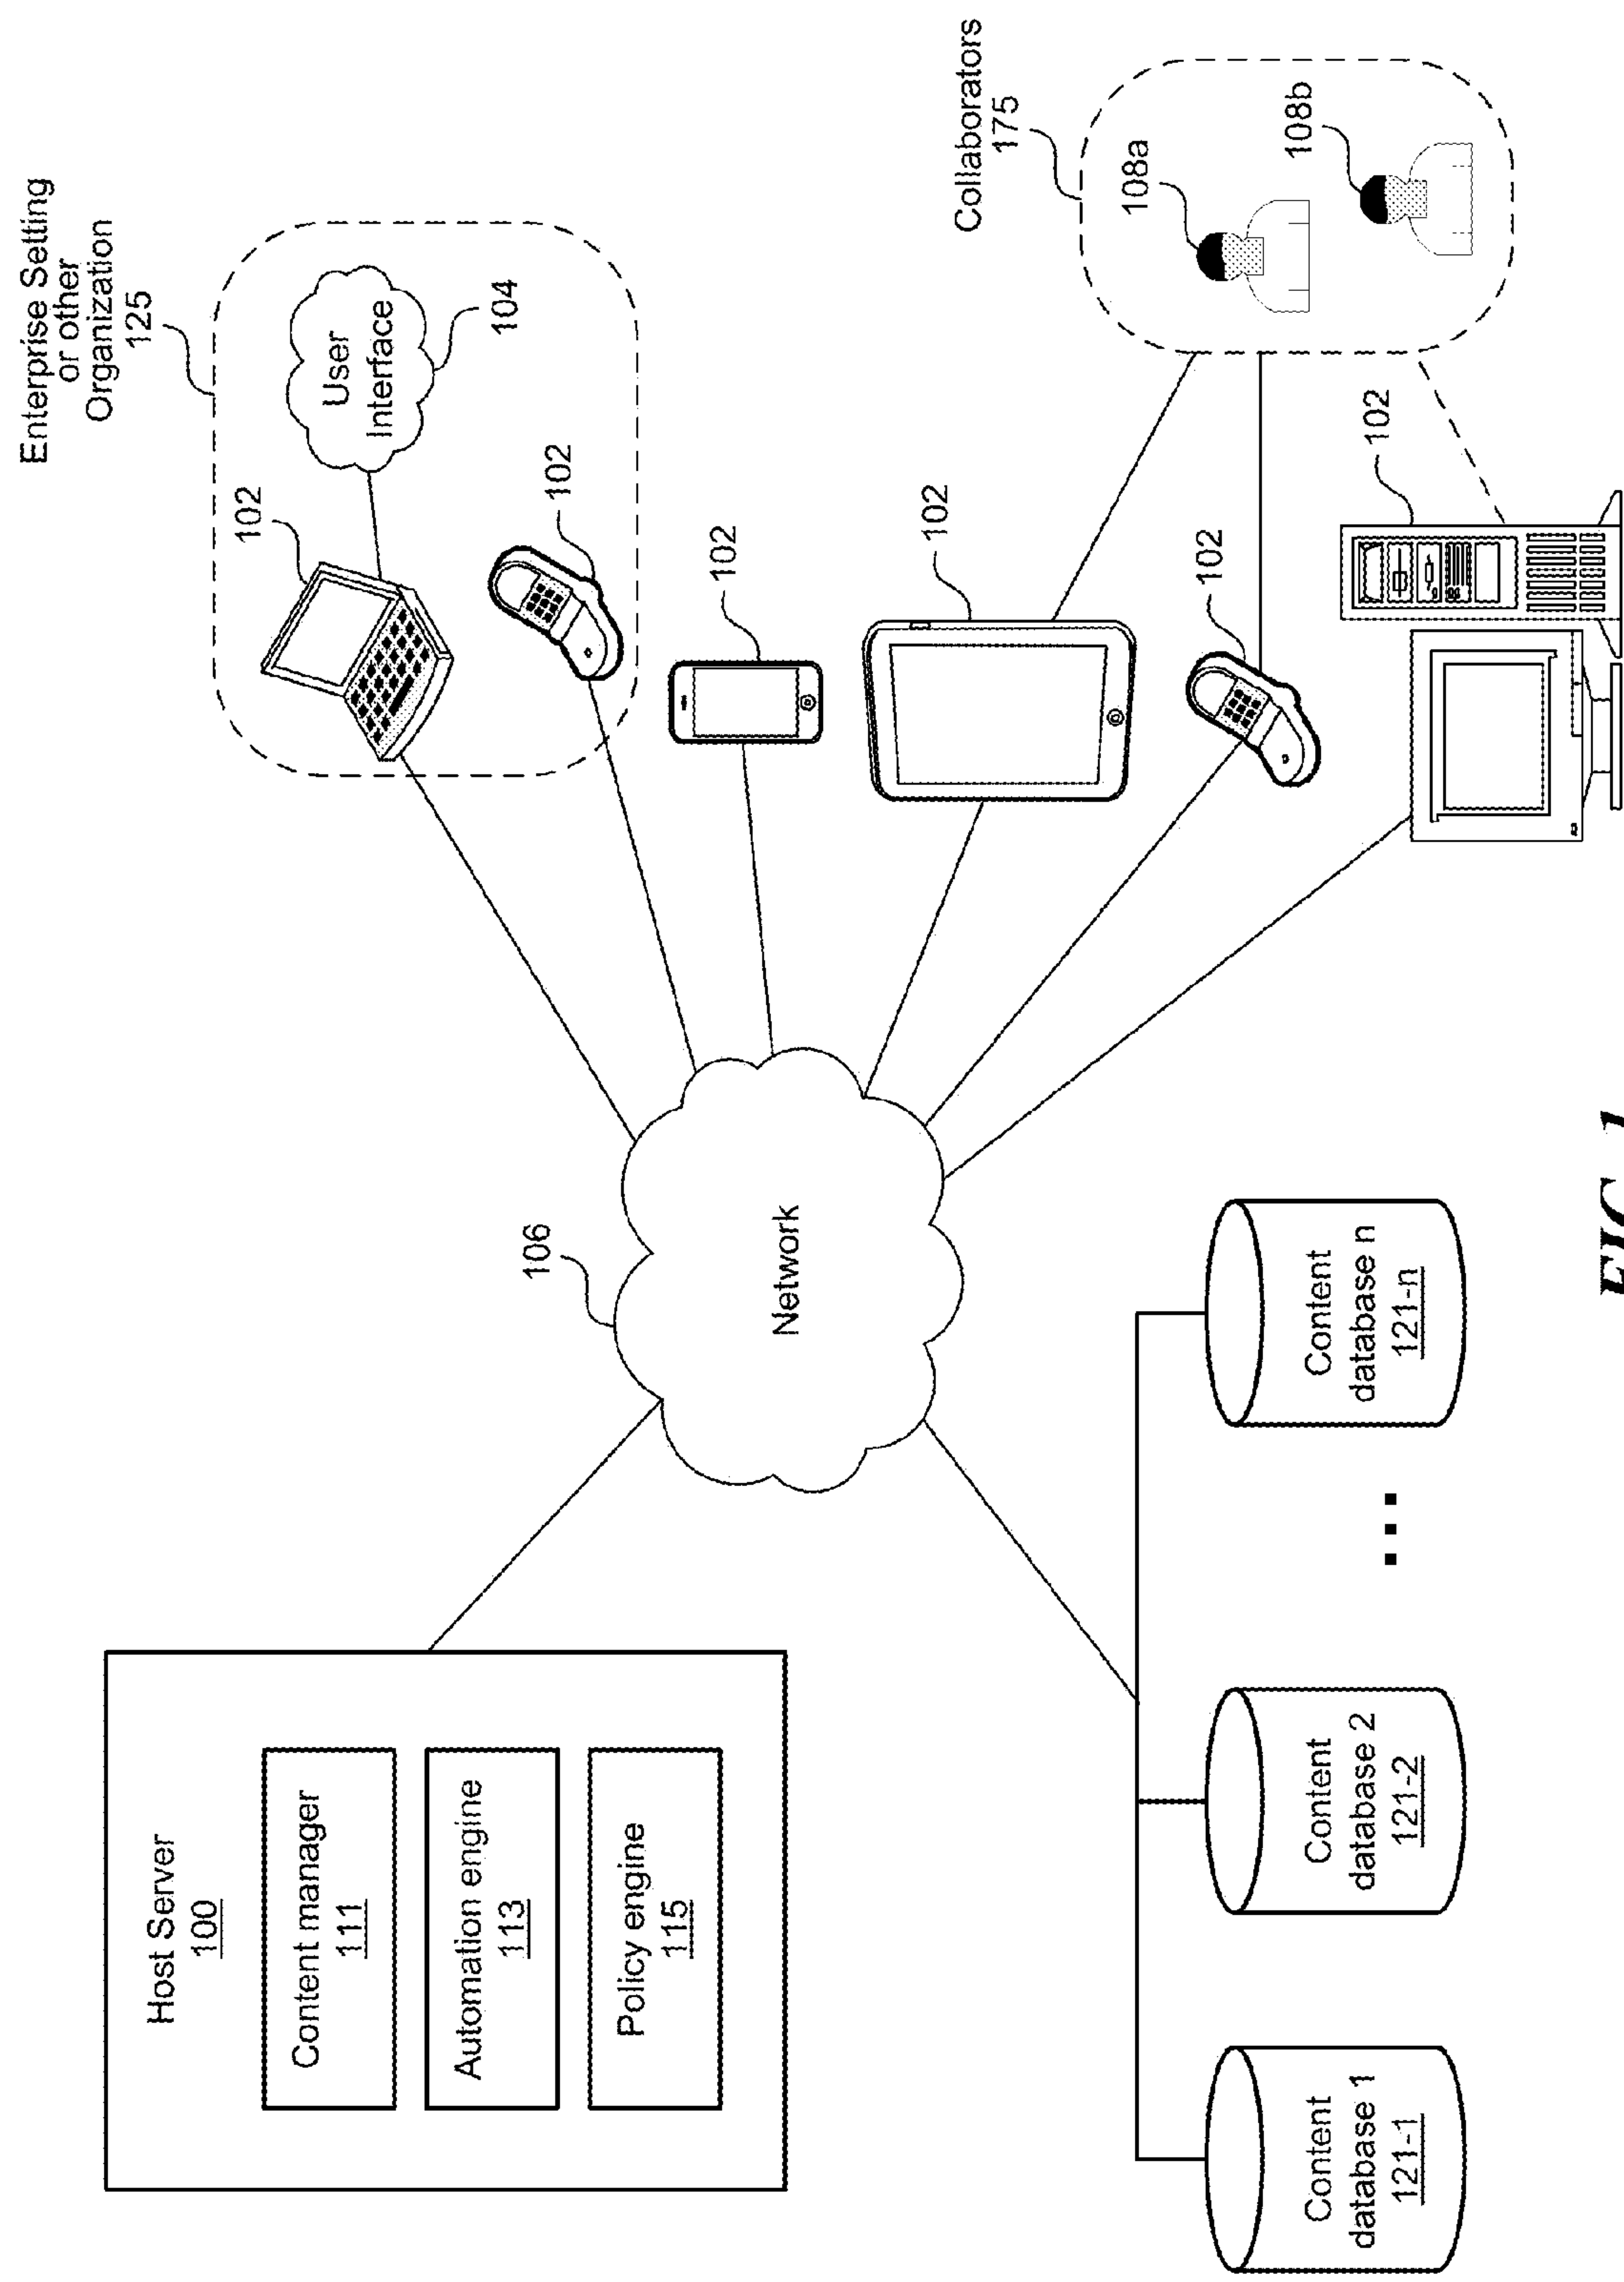 Host Server
100
Content manager
111
Automation engine
113
Policy engine
115
106
Network
Enterprise Setting
or other
Organization
125
102
User
Interface
104
102
102
102
Collaborators
175
108a
108b
102
102
Content
database 1
121-1
Content
database 2
121-2
...
Content
database n
121-n
FIG. 1